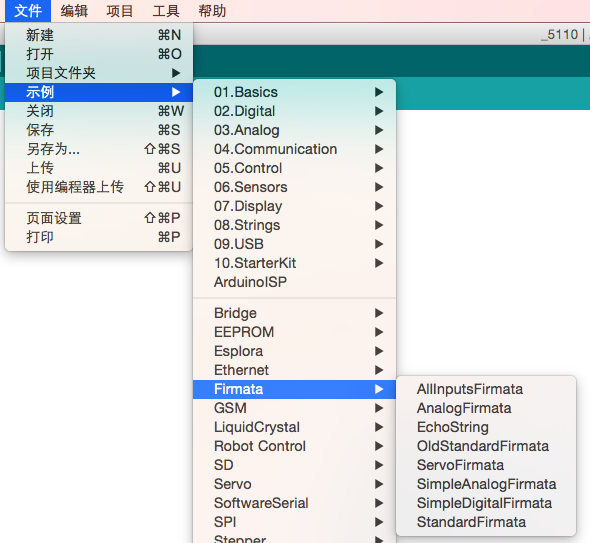 文件 编辑 项目 工具 帮助
_5110 |
新建 ⌘N
打开 ⌘O
项目文件夹 ▶
示例 ▶
关闭 ⌘W
保存 ⌘S
另存为... ⇧⌘S
上传 ⌘U
使用编程器上传 ⇧⌘U
页面设置 ⇧⌘P
打印 ⌘P
01.Basics ▶
02.Digital ▶
03.Analog ▶
04.Communication ▶
05.Control ▶
06.Sensors ▶
07.Display ▶
08.Strings ▶
09.USB ▶
10.StarterKit ▶
ArduinoISP
Bridge ▶
EEPROM ▶
Esplora ▶
Ethernet ▶
Firmata ▶
GSM ▶
LiquidCrystal ▶
Robot Control ▶
SD ▶
Servo ▶
SoftwareSerial ▶
SPI ▶
Stepper ▶
AllInputsFirmata
AnalogFirmata
EchoString
OldStandardFirmata
ServoFirmata
SimpleAnalogFirmata
SimpleDigitalFirmata
StandardFirmata